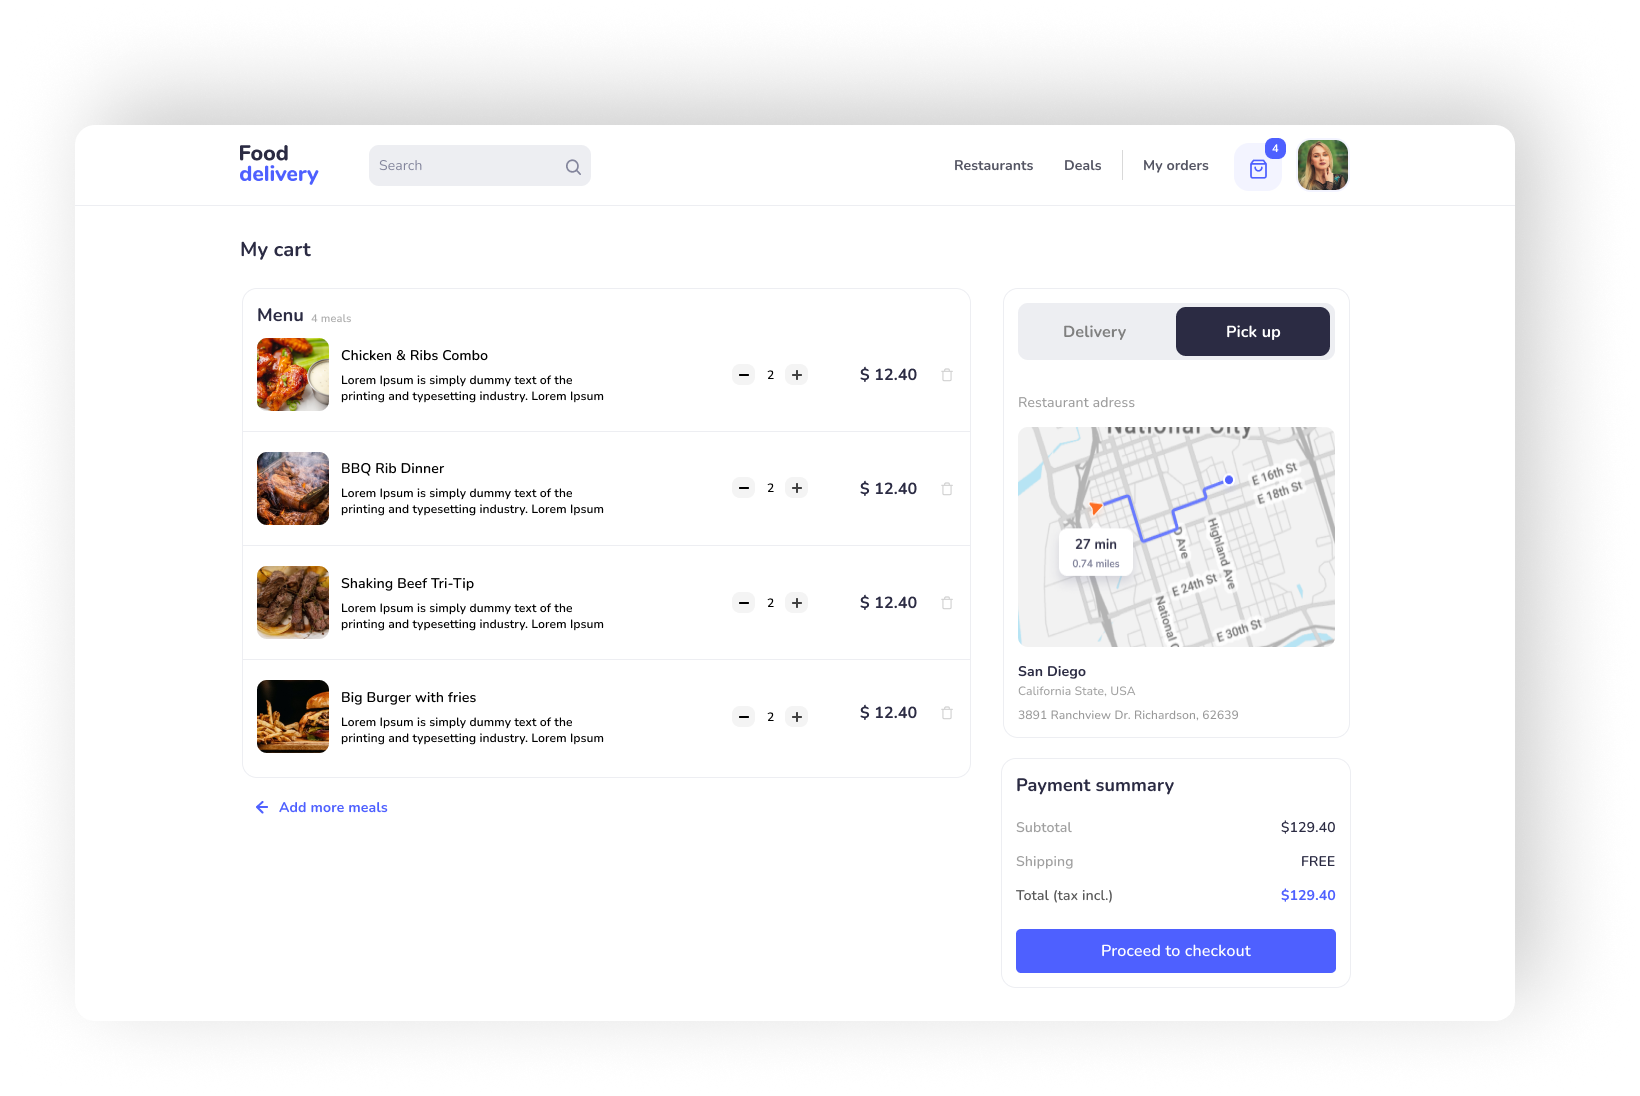 Food
delivery
Search
Restaurants
Deals
My orders
4
My cart
Menu 4 meals
Chicken & Ribs Combo
Lorem Ipsum is simply dummy text of the
printing and typesetting industry. Lorem Ipsum
2
$ 12.40
BBQ Rib Dinner
Lorem Ipsum is simply dummy text of the
printing and typesetting industry. Lorem Ipsum
2
$ 12.40
Shaking Beef Tri-Tip
Lorem Ipsum is simply dummy text of the
printing and typesetting industry. Lorem Ipsum
2
$ 12.40
Big Burger with fries
Lorem Ipsum is simply dummy text of the
printing and typesetting industry. Lorem Ipsum
2
$ 12.40
Add more meals
Delivery
Pick up
Restaurant adress
National City
E 16th St
E 18th St
27 min
0.74 miles
D Ave
Highland Ave
E 24th St
National C
E 30th St
San Diego
California State, USA
3891 Ranchview Dr. Richardson, 62639
Payment summary
Subtotal $129.40
Shipping FREE
Total (tax incl.) $129.40
Proceed to checkout